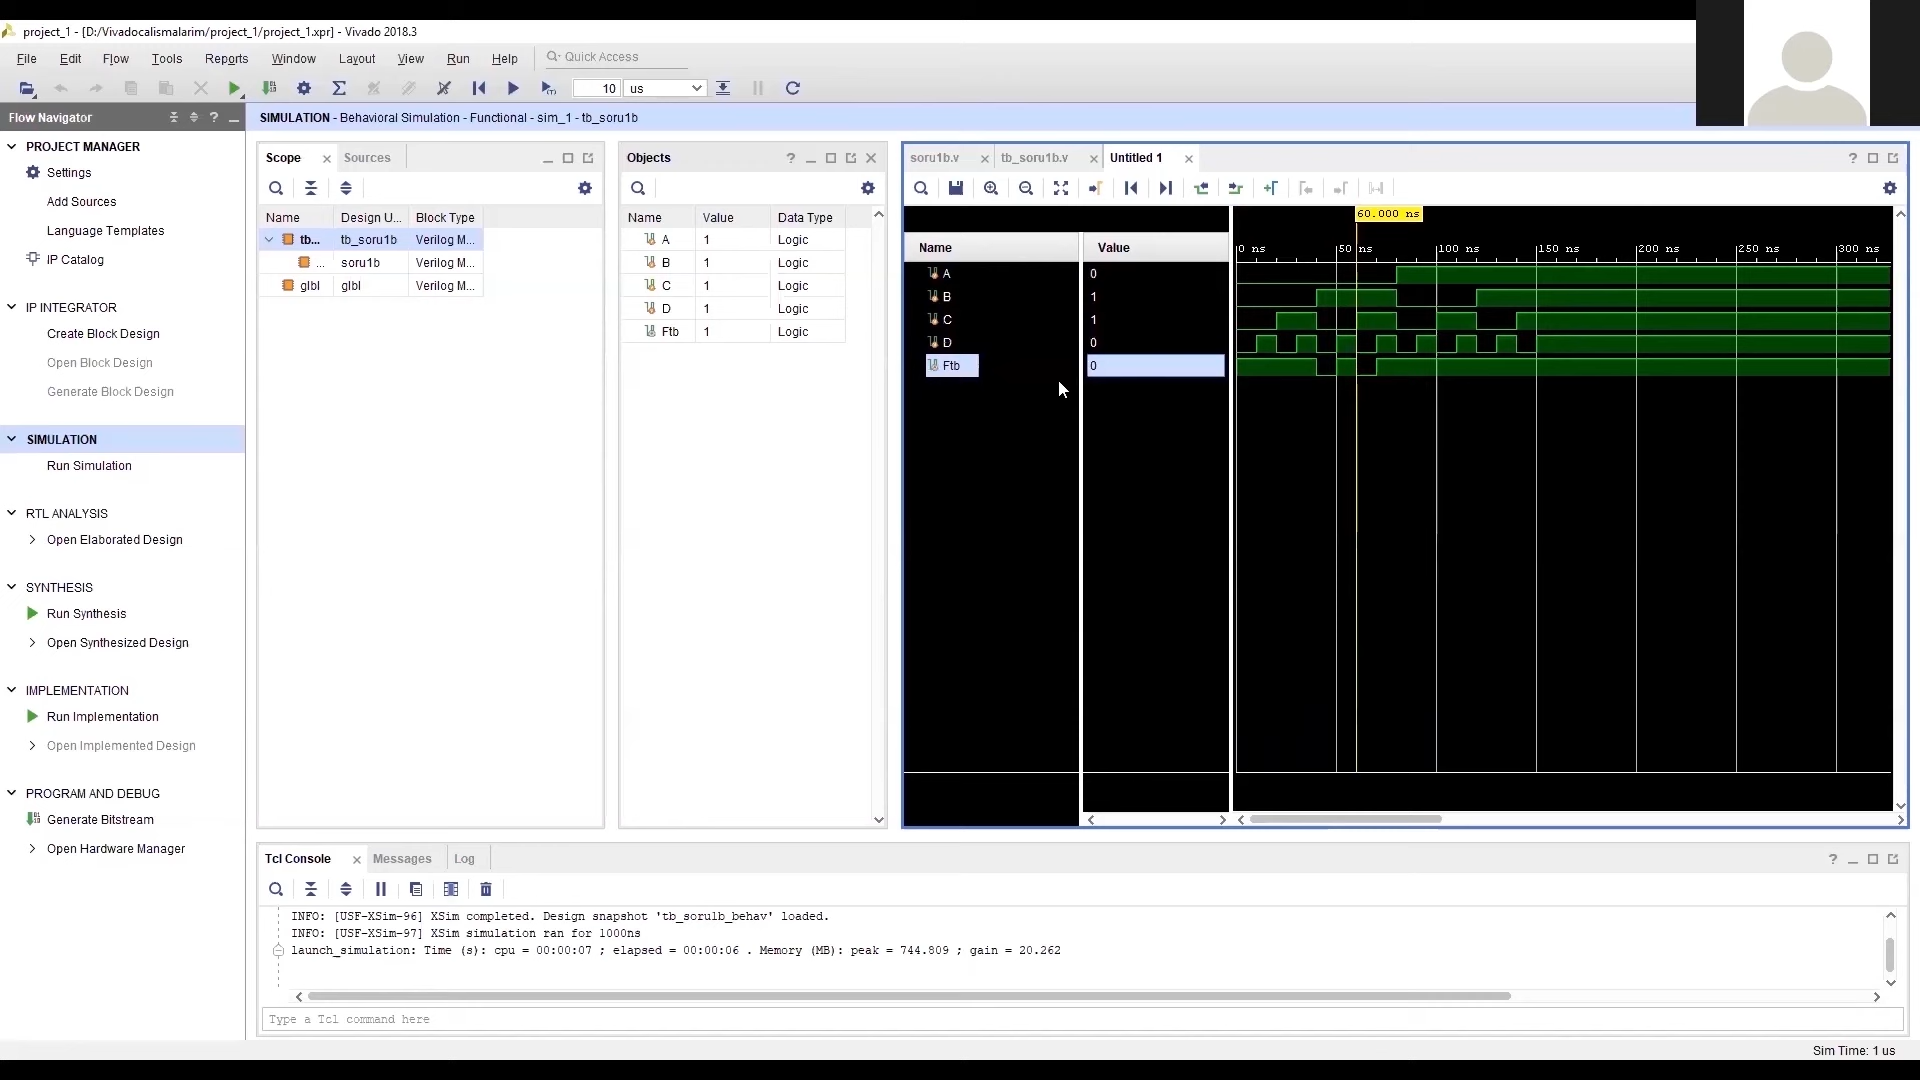 project_1 - [D:/Vivadocalismalarim/project_1/project_1.xpr] - Vivado 2018.3
File Edit Flow Tools Reports Window Layout View Run Help Quick Access
10 us
Flow Navigator
SIMULATION - Behavioral Simulation - Functional - sim_1 - tb_soru1b
PROJECT MANAGER
Settings
Add Sources
Language Templates
IP Catalog
IP INTEGRATOR
Create Block Design
Open Block Design
Generate Block Design
SIMULATION
Run Simulation
RTL ANALYSIS
Open Elaborated Design
SYNTHESIS
Run Synthesis
Open Synthesized Design
IMPLEMENTATION
Run Implementation
Open Implemented Design
PROGRAM AND DEBUG
Generate Bitstream
Open Hardware Manager
Scope Sources
Name Design U... Block Type
tb... tb_soru1b Verilog M...
... soru1b Verilog M...
glbl glbl Verilog M...
Objects
Name Value Data Type
A 1 Logic
B 1 Logic
C 1 Logic
D 1 Logic
Ftb 1 Logic
soru1b.v tb_soru1b.v Untitled 1
60.000 ns
Name Value
0 ns 50 ns 100 ns 150 ns 200 ns 250 ns 300 ns
A 0
B 1
C 1
D 0
Ftb 0
Tcl Console Messages Log
INFO: [USF-XSim-96] XSim completed. Design snapshot 'tb_soru1b_behav' loaded.
INFO: [USF-XSim-97] XSim simulation ran for 1000ns
launch_simulation: Time (s): cpu = 00:00:07 ; elapsed = 00:00:06 . Memory (MB): peak = 744.809 ; gain = 20.262
Type a Tcl command here
Sim Time: 1 us